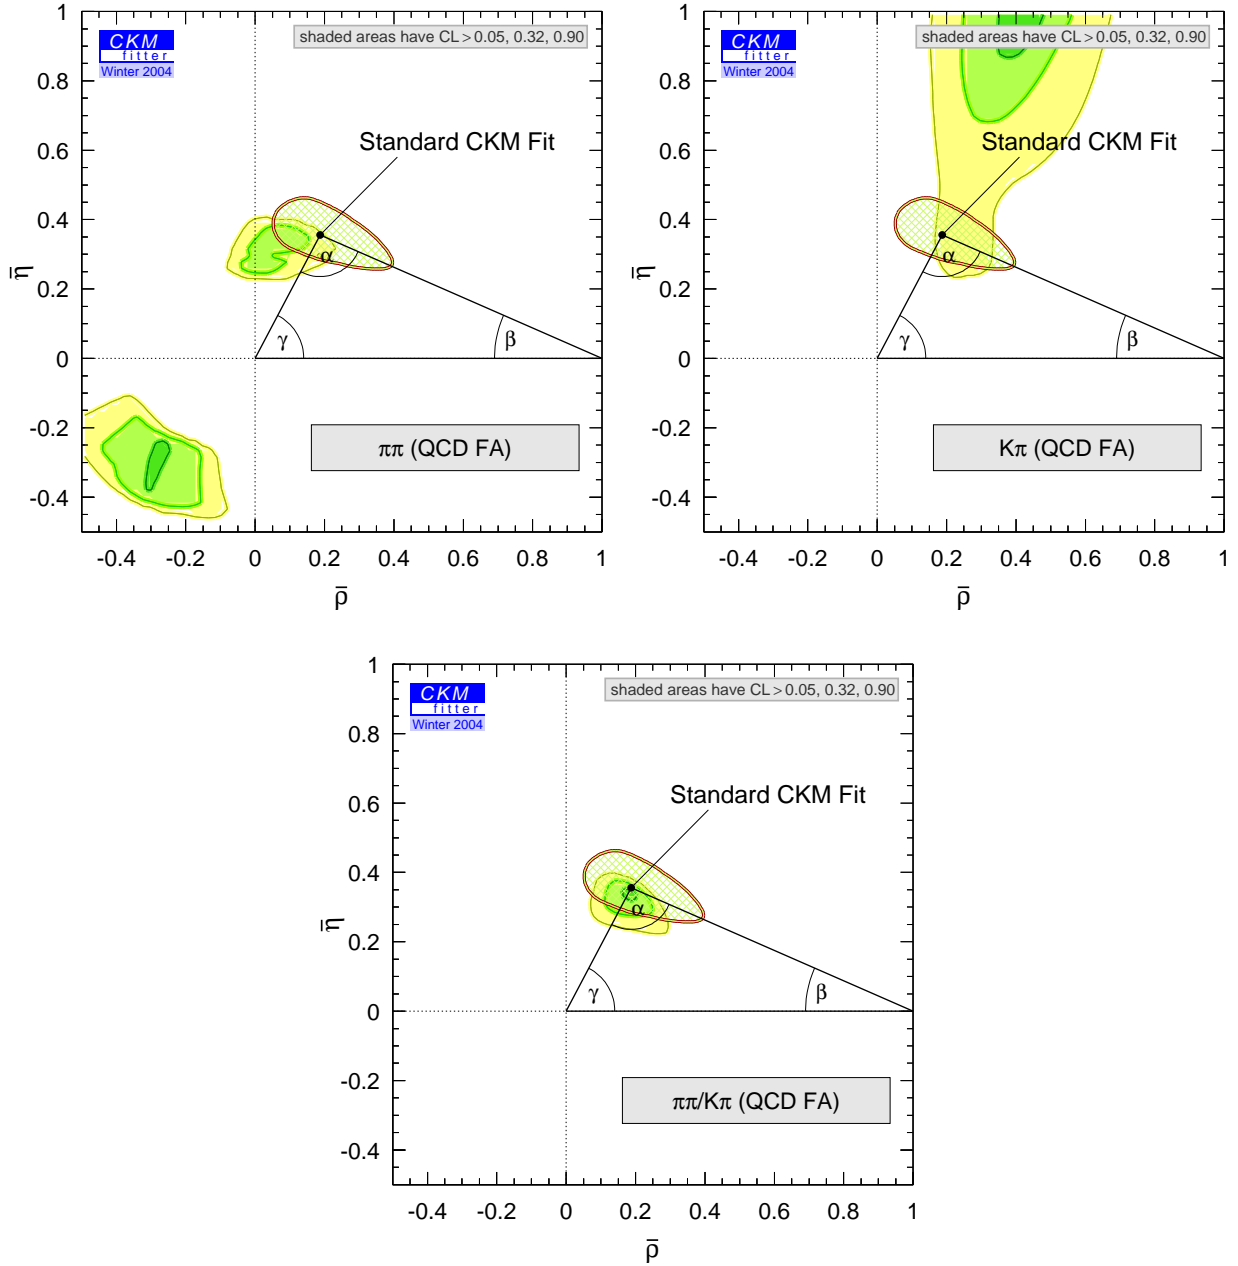 shaded areas have CL > 0.05, 0.32, 0.90
CKM
fitter
Winter 2004
Standard CKM Fit
α
γ
β
ππ (QCD FA)
1
0.8
0.6
0.4
0.2
0
-0.2
-0.4
η̄
-0.4 -0.2 0 0.2 0.4 0.6 0.8 1
ρ̄
shaded areas have CL > 0.05, 0.32, 0.90
CKM
fitter
Winter 2004
Standard CKM Fit
α
γ
β
Kπ (QCD FA)
1
0.8
0.6
0.4
0.2
0
-0.2
-0.4
η̄
-0.4 -0.2 0 0.2 0.4 0.6 0.8 1
ρ̄
shaded areas have CL > 0.05, 0.32, 0.90
CKM
fitter
Winter 2004
Standard CKM Fit
α
γ
β
ππ/Kπ (QCD FA)
1
0.8
0.6
0.4
0.2
0
-0.2
-0.4
η̄
-0.4 -0.2 0 0.2 0.4 0.6 0.8 1
ρ̄